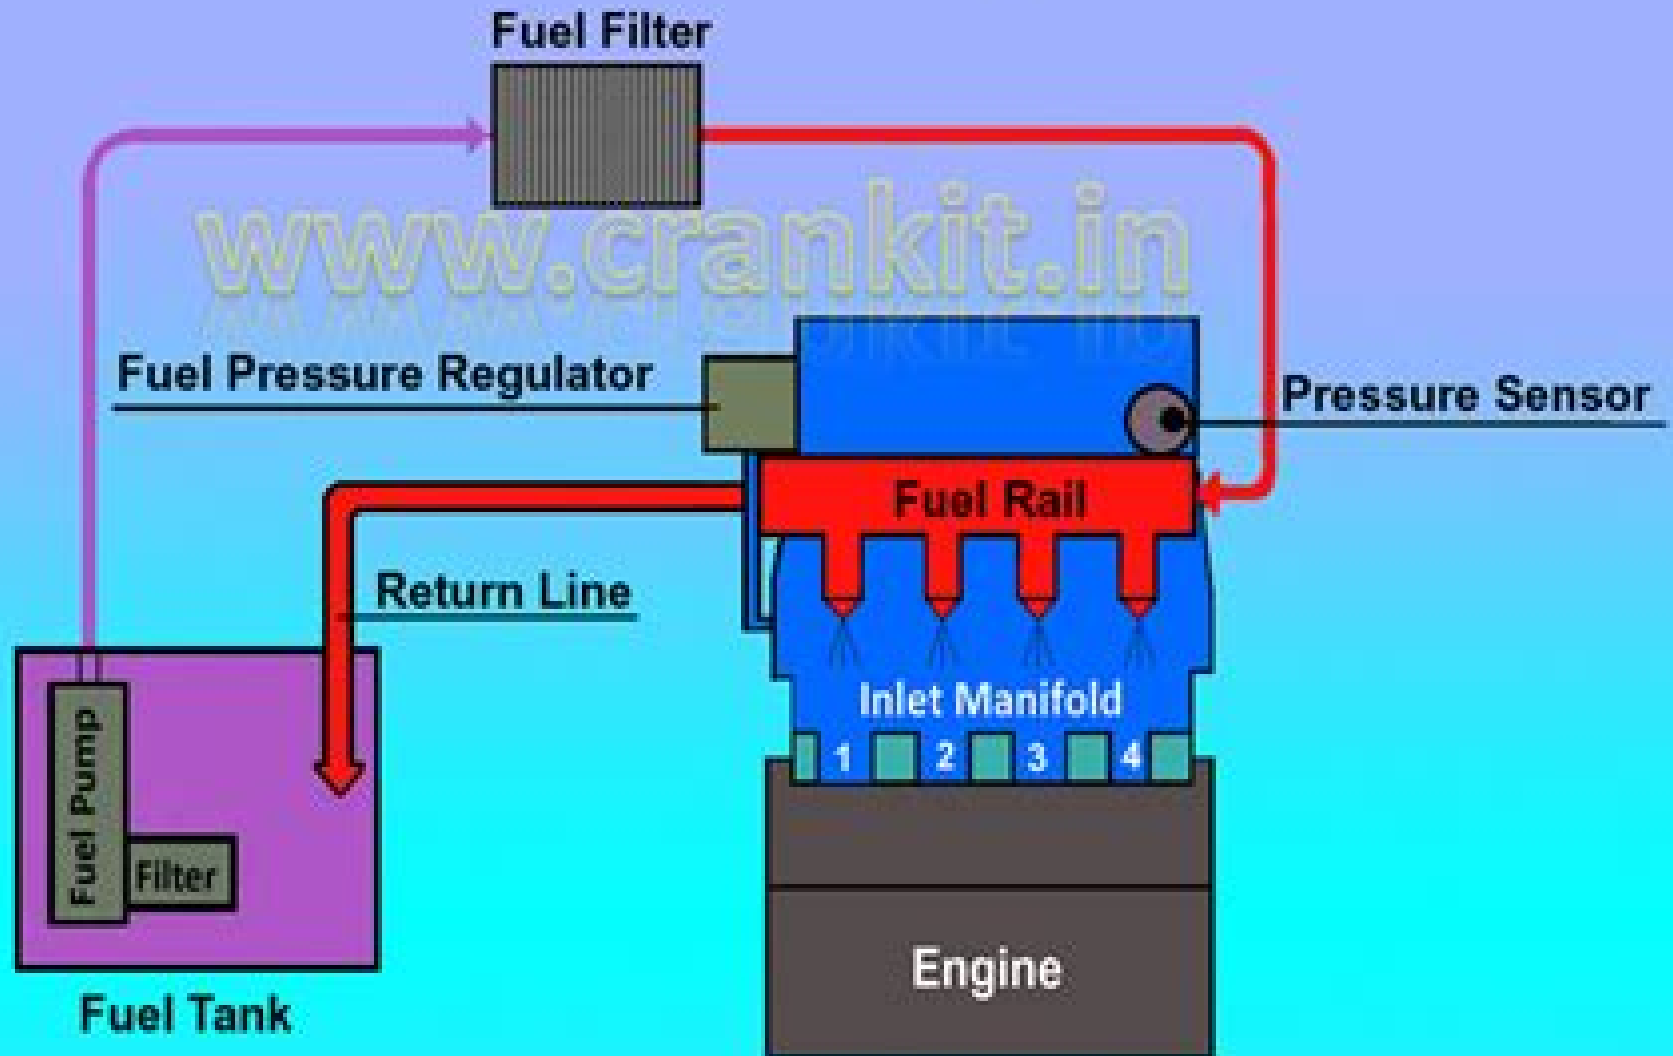 Fuel Filter
www.crankit.in
Fuel Pressure Regulator
Pressure Sensor
Fuel Rail
Return Line
Inlet Manifold
1 2 3 4
Fuel Pump
Filter
Engine
Fuel Tank